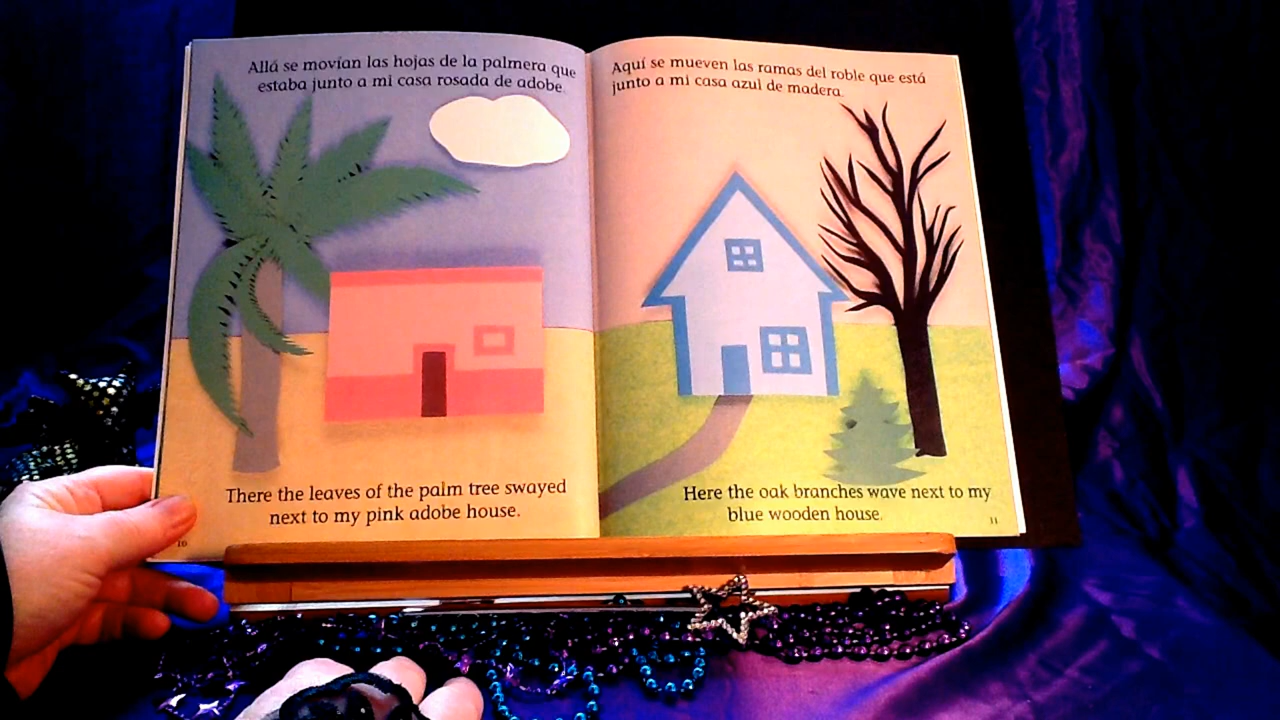 Allá se movían las hojas de la palmera que
estaba junto a mi casa rosada de adobe.
There the leaves of the palm tree swayed
next to my pink adobe house.
10
Aquí se mueven las ramas del roble que está
junto a mi casa azul de madera.
Here the oak branches wave next to my
blue wooden house.
11